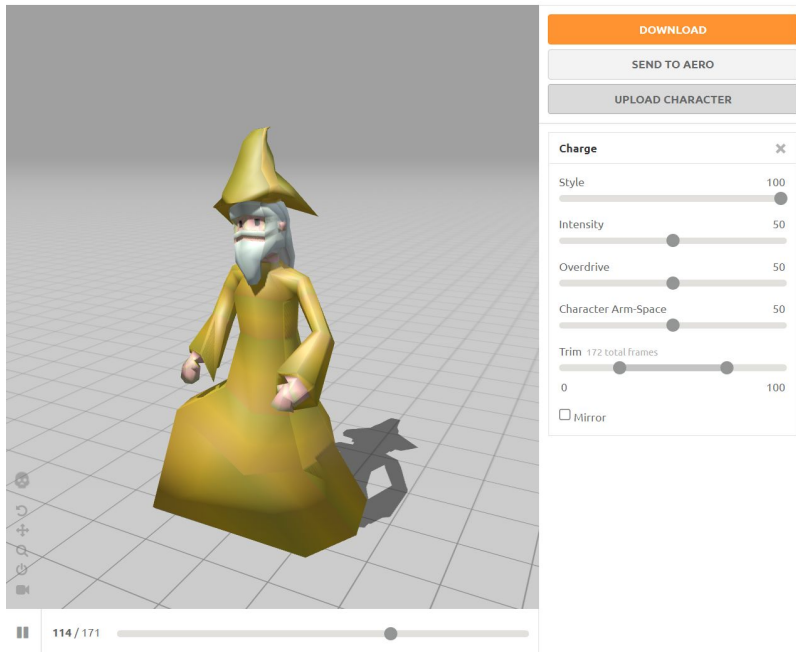 DOWNLOAD
SEND TO AERO
UPLOAD CHARACTER
Charge
Style 100
Intensity 50
Overdrive 50
Character Arm-Space 50
Trim 172 total frames
0 100
Mirror
114 / 171